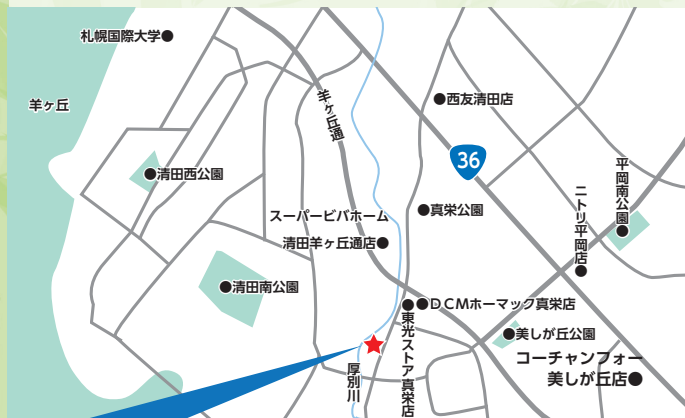 札幌国際大学
羊ヶ丘
羊ヶ丘通
西友清田店
36
清田西公園
平岡南公園
ニトリ平岡店
真栄公園
スーパービバホーム
清田羊ヶ丘通店
清田南公園
DCMホーマック真栄店
東光ストア真栄店
美しが丘公園
コーチャンフォー
美しが丘店
厚別川